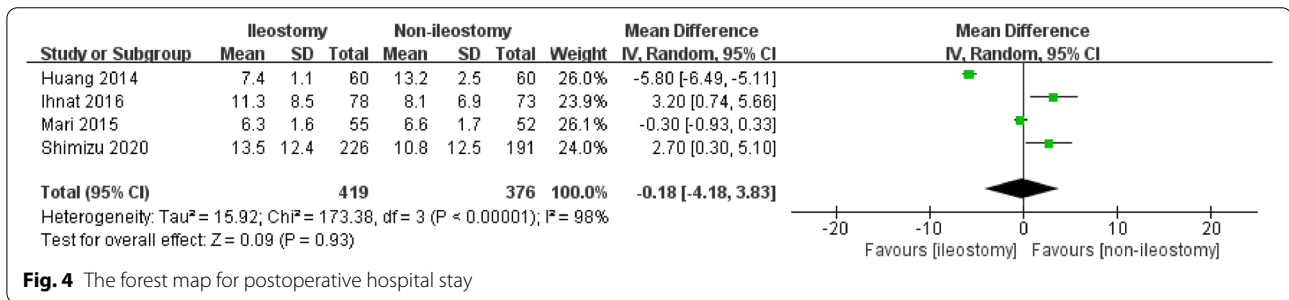 Ileostomy Non-ileostomy Mean Difference Mean Difference
Study or Subgroup Mean SD Total Mean SD Total Weight IV, Random, 95% CI IV, Random, 95% CI
Huang 2014 7.4 1.1 60 13.2 2.5 60 26.0% -5.80 [-6.49, -5.11]
Ihnat 2016 11.3 8.5 78 8.1 6.9 73 23.9% 3.20 [0.74, 5.66]
Mari 2015 6.3 1.6 55 6.6 1.7 52 26.1% -0.30 [-0.93, 0.33]
Shimizu 2020 13.5 12.4 226 10.8 12.5 191 24.0% 2.70 [0.30, 5.10]
Total (95% CI) 419 376 100.0% -0.18 [-4.18, 3.83]
Heterogeneity: Tau² = 15.92; Chi² = 173.38, df = 3 (P < 0.00001); I² = 98%
Test for overall effect: Z = 0.09 (P = 0.93)
-20 -10 0 10 20
Favours [ileostomy] Favours [non-ileostomy]
Fig. 4 The forest map for postoperative hospital stay